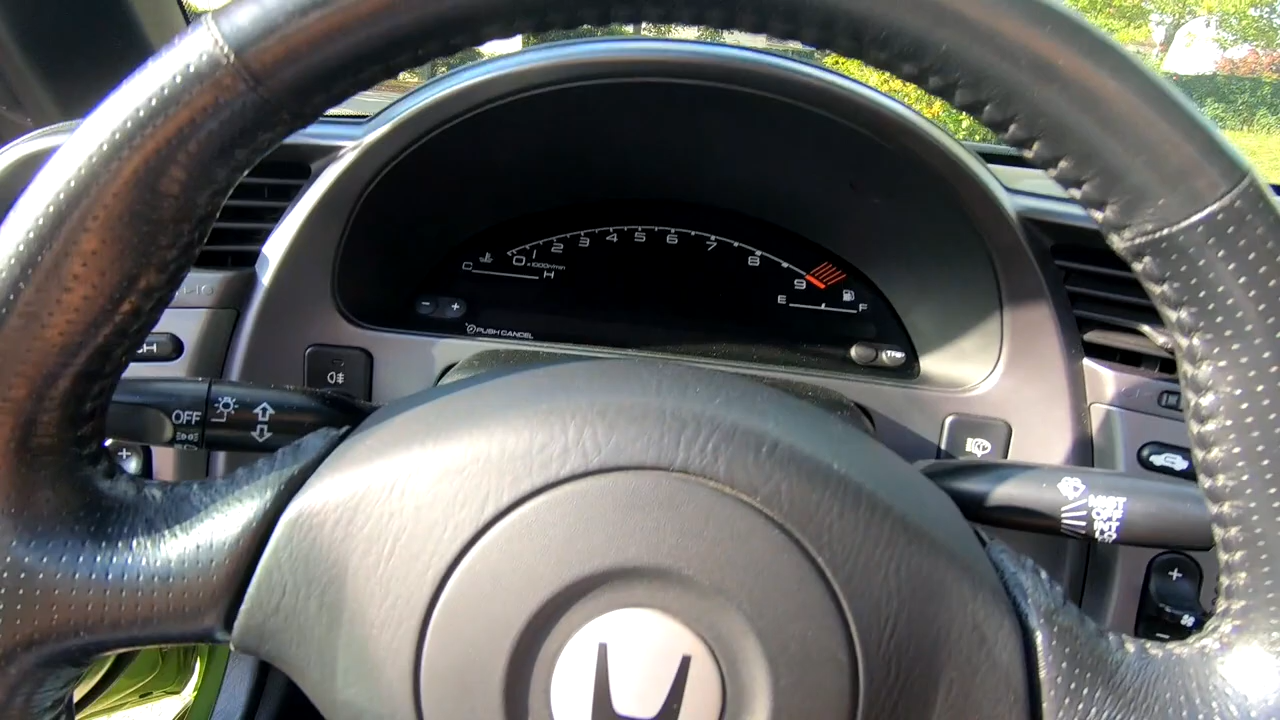 0 1 2 3 4 5 6 7 8 9
x1000r/min
C H
E F
- +
PUSH CANCEL
TRIP
OFF
+
MIST
OFF
INT
LO
+
-